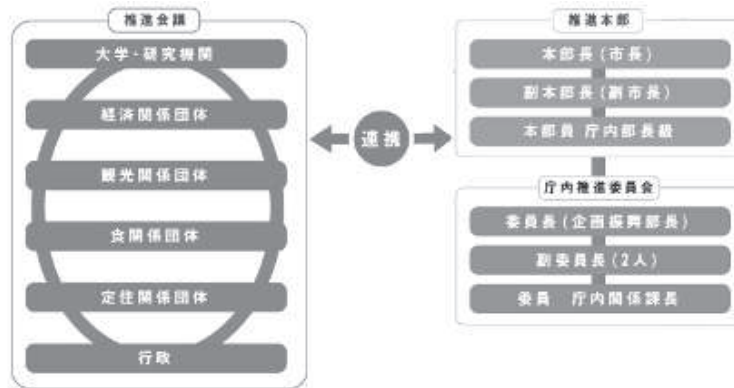 推進会議
大学・研究機関
経済関係団体
観光関係団体
食関係団体
定住関係団体
行政
連携
推進本部
本部長(市長)
副本部長(副市長)
本部員 庁内部長級
庁内推進委員会
委員長(企画振興部長)
副委員長(2人)
委員 庁内関係課長